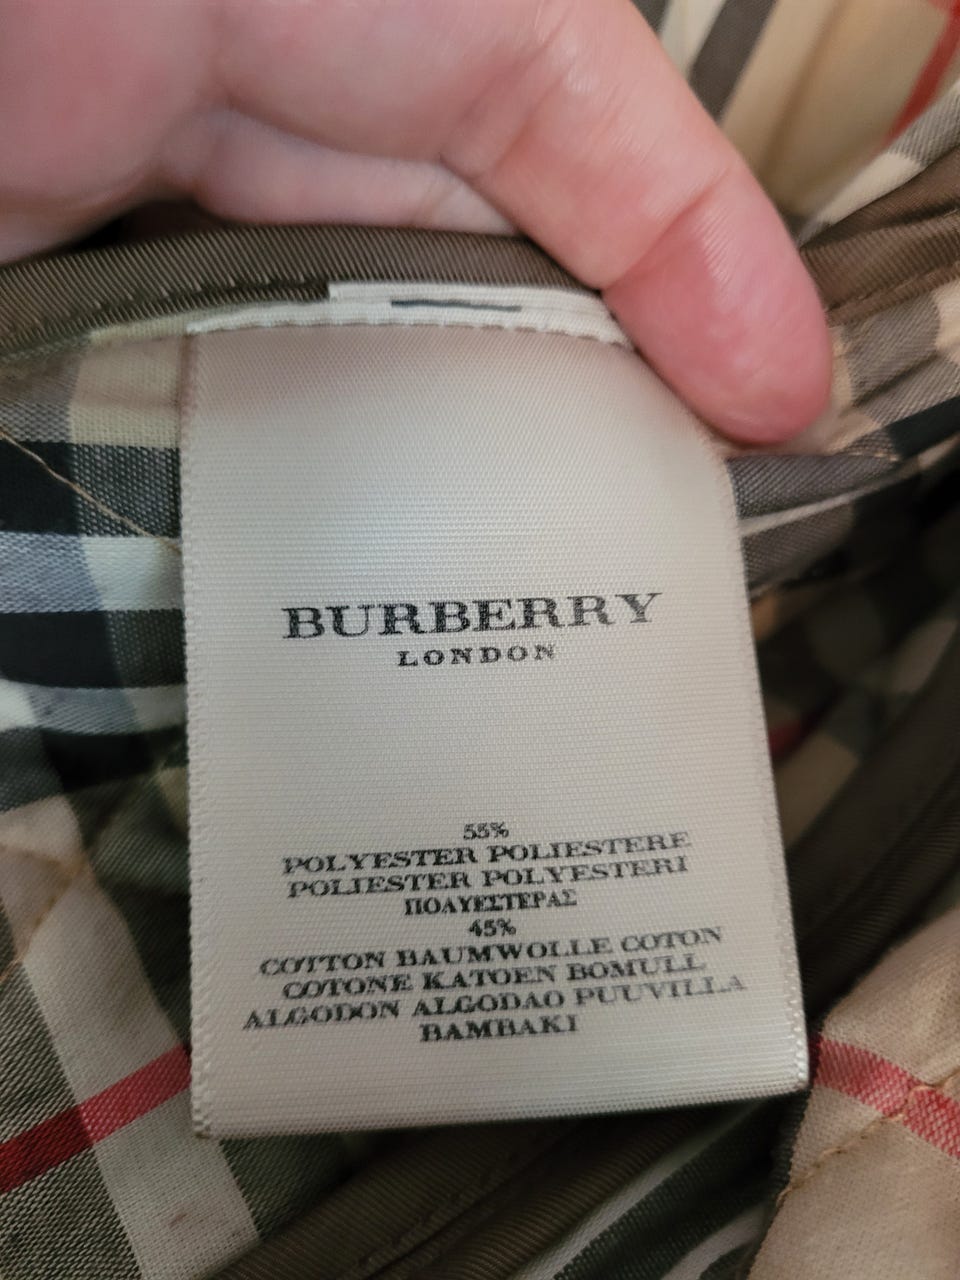 BURBERRY
LONDON
55%
POLYESTER POLIESTERE
POLIESTER POLYESTERI
ΠΟΛΥΕΣΤΕΡΑΣ
45%
COTTON BAUMWOLLE COTON
COTONE KATOEN BOMULL
ALGODON ALGODAO PUUVILLA
BAMBAKI